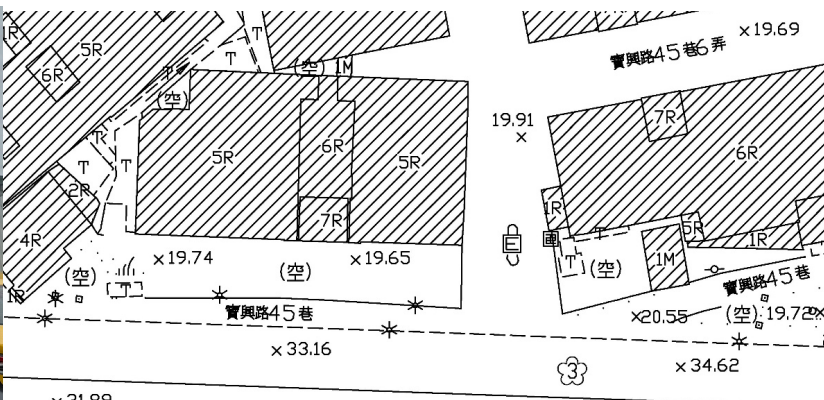 1R
5R
T
T
×19.69
寶興路45巷6弄
6R
T
(空)
1M
(空)
19.91
×
7R
T
5R
6R
5R
6R
T
T
2R
7R
1R
5R
4R
E
T
1R
(空)
×19.74
(空)
×19.65
T
(空)
1M
寶興路45巷
1R
T
寶興路45巷
×20.55
(空)
19.72×
×33.16
3
×34.62
×21.89